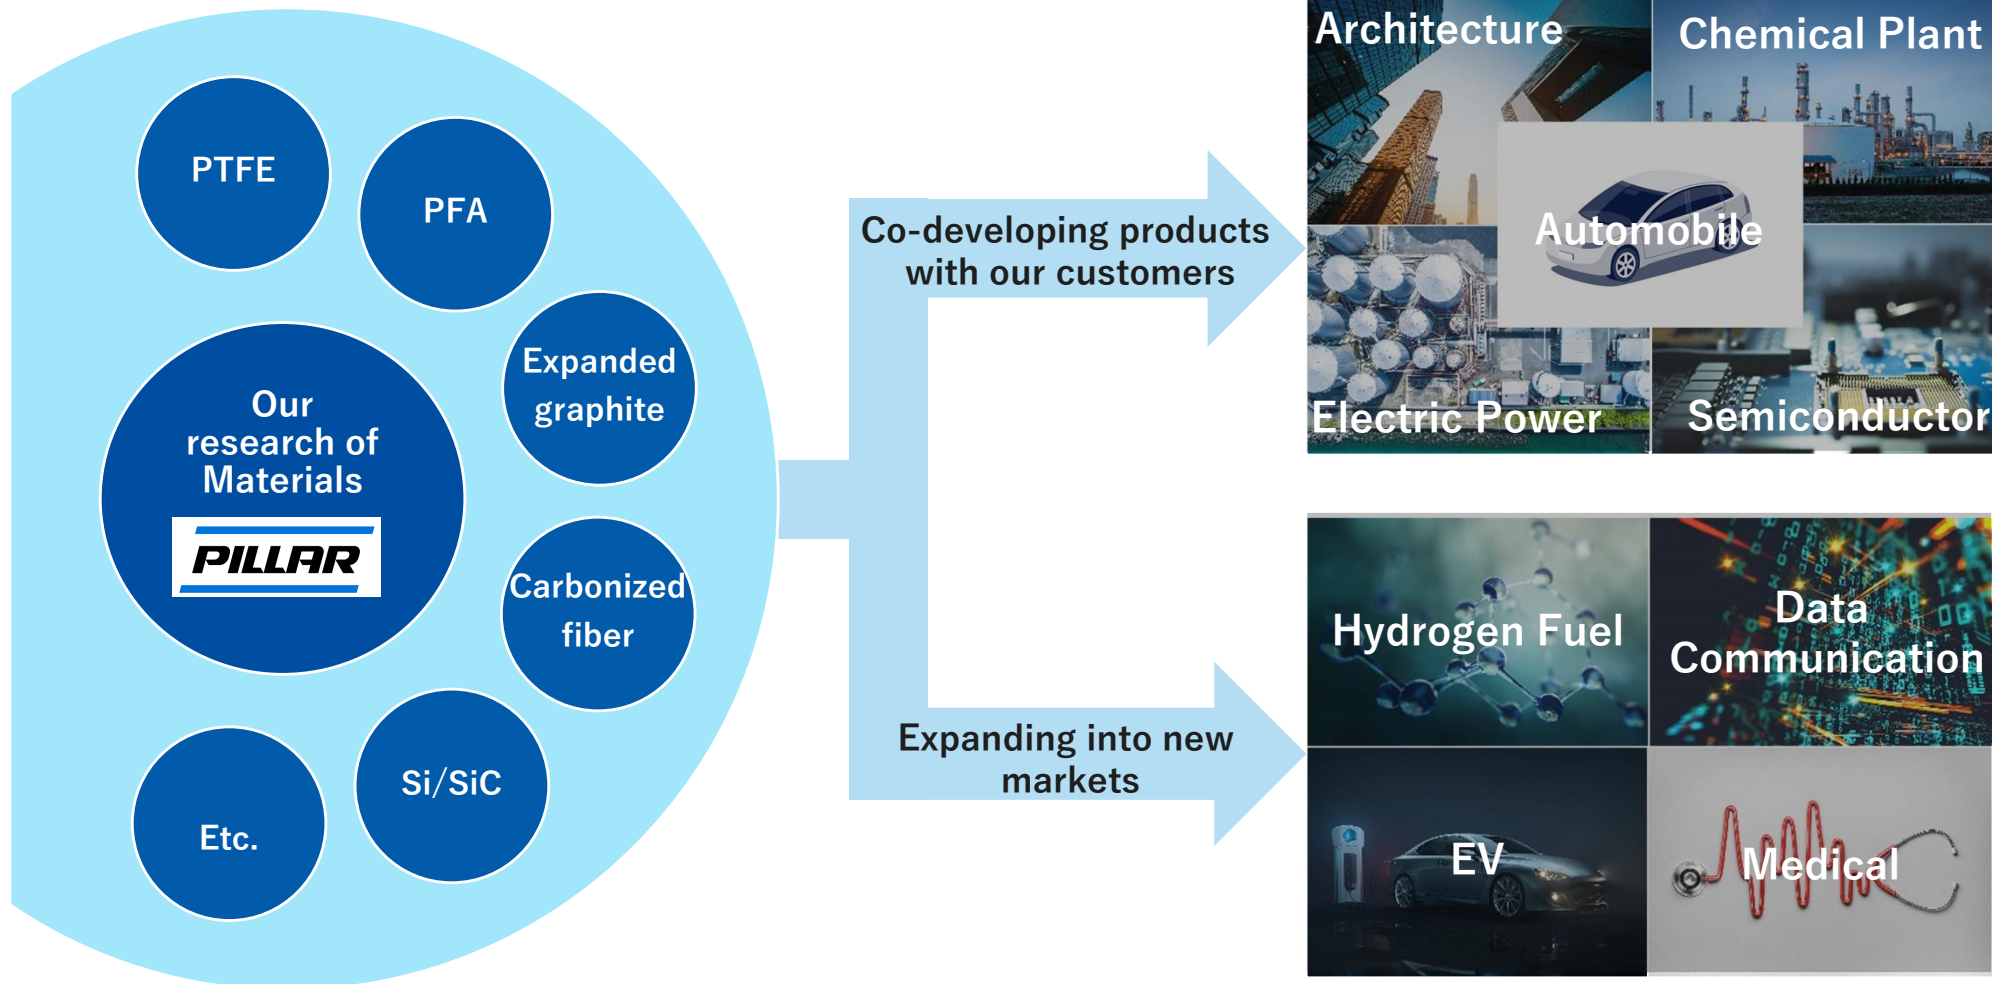 PTFE
PFA
Expanded
graphite
Our
research of
Materials
PILLAR
Carbonized
fiber
Si/SiC
Etc.
Co-developing products
with our customers
Expanding into new
markets
Architecture
Chemical Plant
Automobile
Electric Power
Semiconductor
Hydrogen Fuel
Data
Communication
EV
Medical